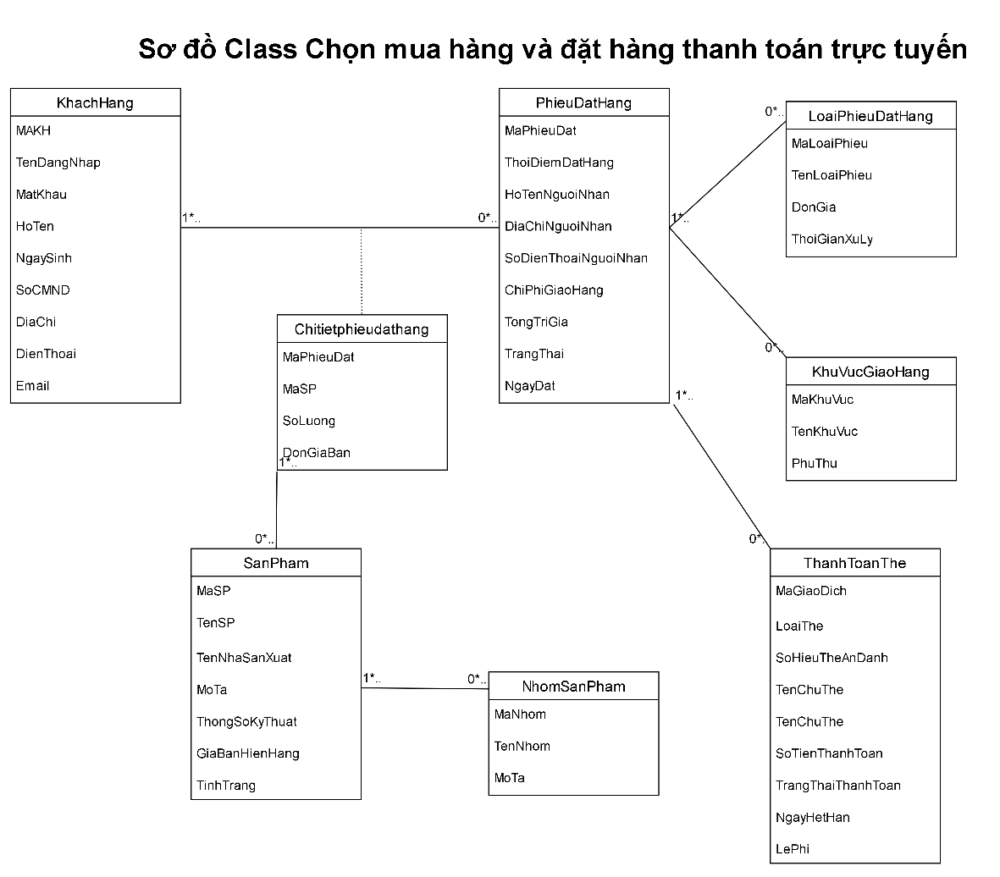 Sơ đồ Class Chọn mua hàng và đặt hàng thanh toán trực tuyến
KhachHang
MAKH
TenDangNhap
MatKhau
HoTen
NgaySinh
SoCMND
DiaChi
DienThoai
Email
1*..
0*..
PhieuDatHang
MaPhieuDat
ThoiDiemDatHang
HoTenNguoiNhan
DiaChiNguoiNhan
SoDienThoaiNguoiNhan
ChiPhiGiaoHang
TongTriGia
TrangThai
NgayDat
1*..
0*..
LoaiPhieuDatHang
MaLoaiPhieu
TenLoaiPhieu
DonGia
ThoiGianXuLy
0*..
KhuVucGiaoHang
MaKhuVuc
TenKhuVuc
PhuThu
Chitietphieudathang
MaPhieuDat
MaSP
SoLuong
DonGiaBan
1*..
0*..
SanPham
MaSP
TenSP
TenNhaSanXuat
MoTa
ThongSoKyThuat
GiaBanHienHang
TinhTrang
1*..
0*..
NhomSanPham
MaNhom
TenNhom
MoTa
1*..
0*..
ThanhToanThe
MaGiaoDich
LoaiThe
SoHieuTheAnDanh
TenChuThe
TenChuThe
SoTienThanhToan
TrangThaiThanhToan
NgayHetHan
LePhi